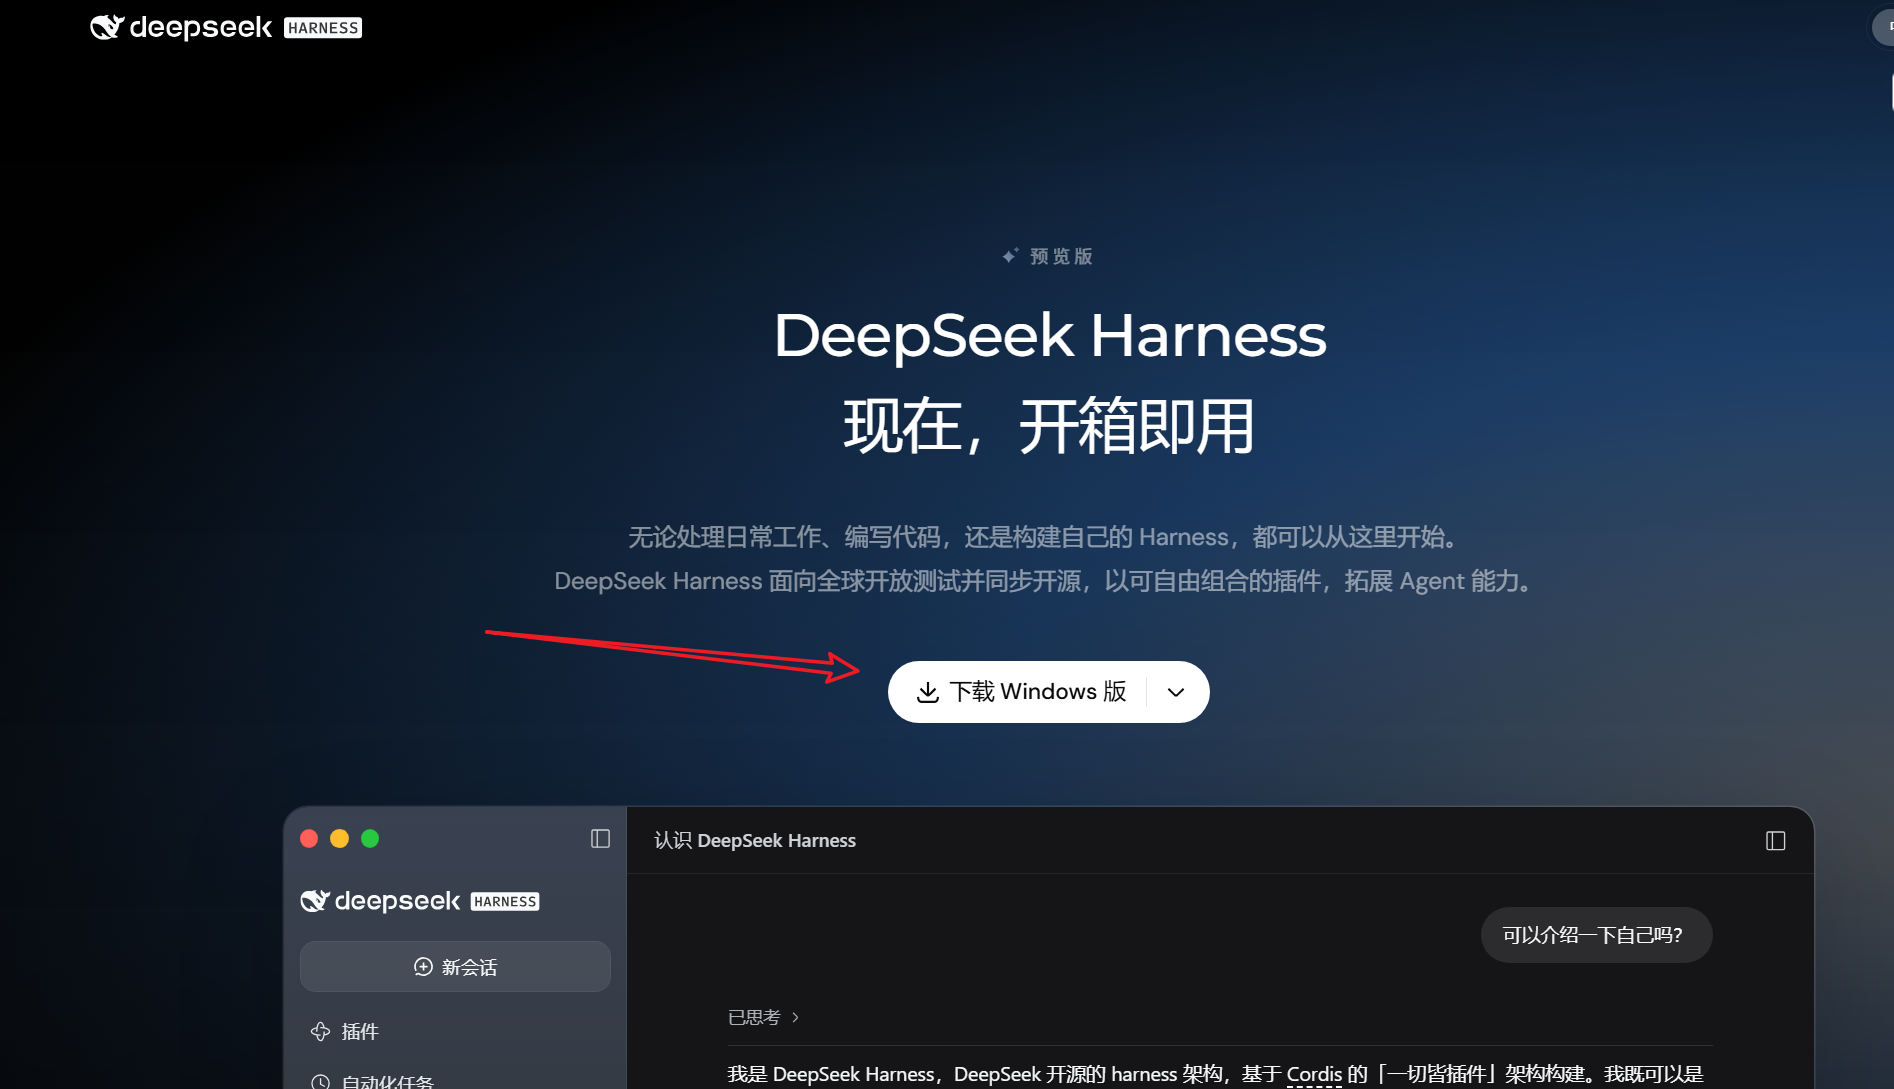 deepseek HARNESS
预览版
DeepSeek Harness
现在，开箱即用
无论处理日常工作、编写代码，还是构建自己的 Harness，都可以从这里开始。
DeepSeek Harness 面向全球开放测试并同步开源，以可自由组合的插件，拓展 Agent 能力。
下载 Windows 版
认识 DeepSeek Harness
deepseek HARNESS
可以介绍一下自己吗？
新会话
已思考
插件
我是 DeepSeek Harness，DeepSeek 开源的 harness 架构，基于 Cordis 的「一切皆插件」架构构建。我既可以是
自动化任务